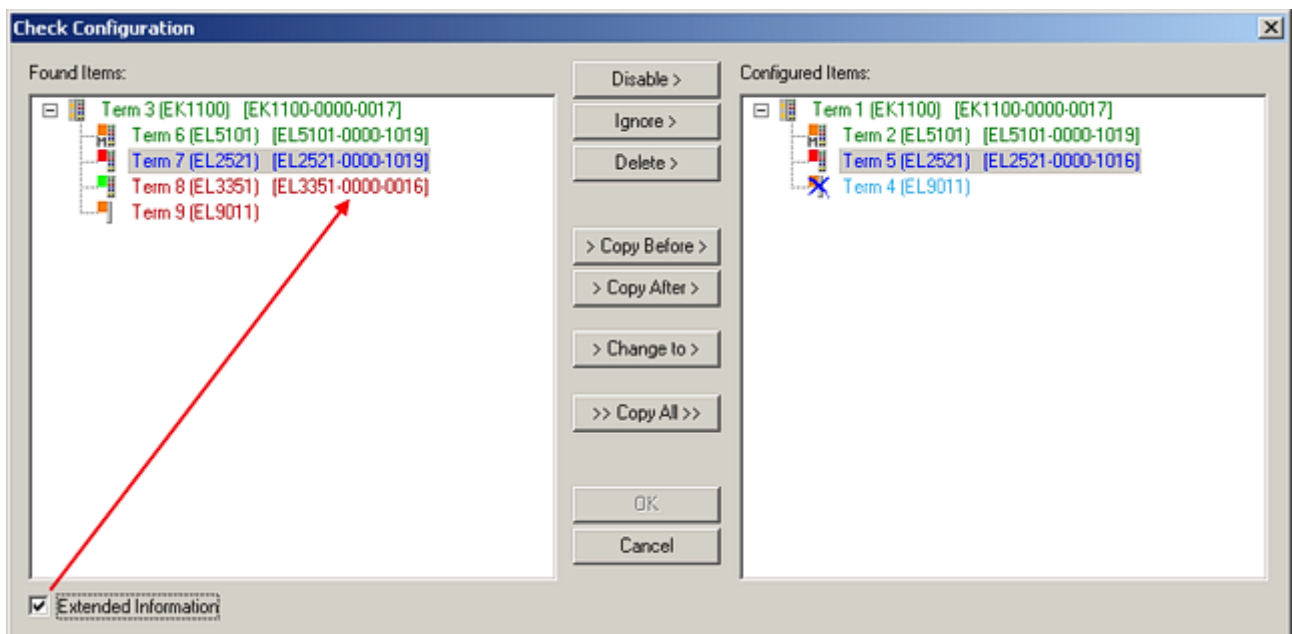 Check Configuration
Found Items:
Term 3 (EK1100) [EK1100-0000-0017]
Term 6 (EL5101) [EL5101-0000-1019]
Term 7 (EL2521) [EL2521-0000-1019]
Term 8 (EL3351) [EL3351-0000-0016]
Term 9 (EL9011)
Disable >
Ignore >
Delete >
> Copy Before >
> Copy After >
> Change to >
>> Copy All >>
OK
Cancel
Configured Items:
Term 1 (EK1100) [EK1100-0000-0017]
Term 2 (EL5101) [EL5101-0000-1019]
Term 5 (EL2521) [EL2521-0000-1016]
Term 4 (EL9011)
Extended Information